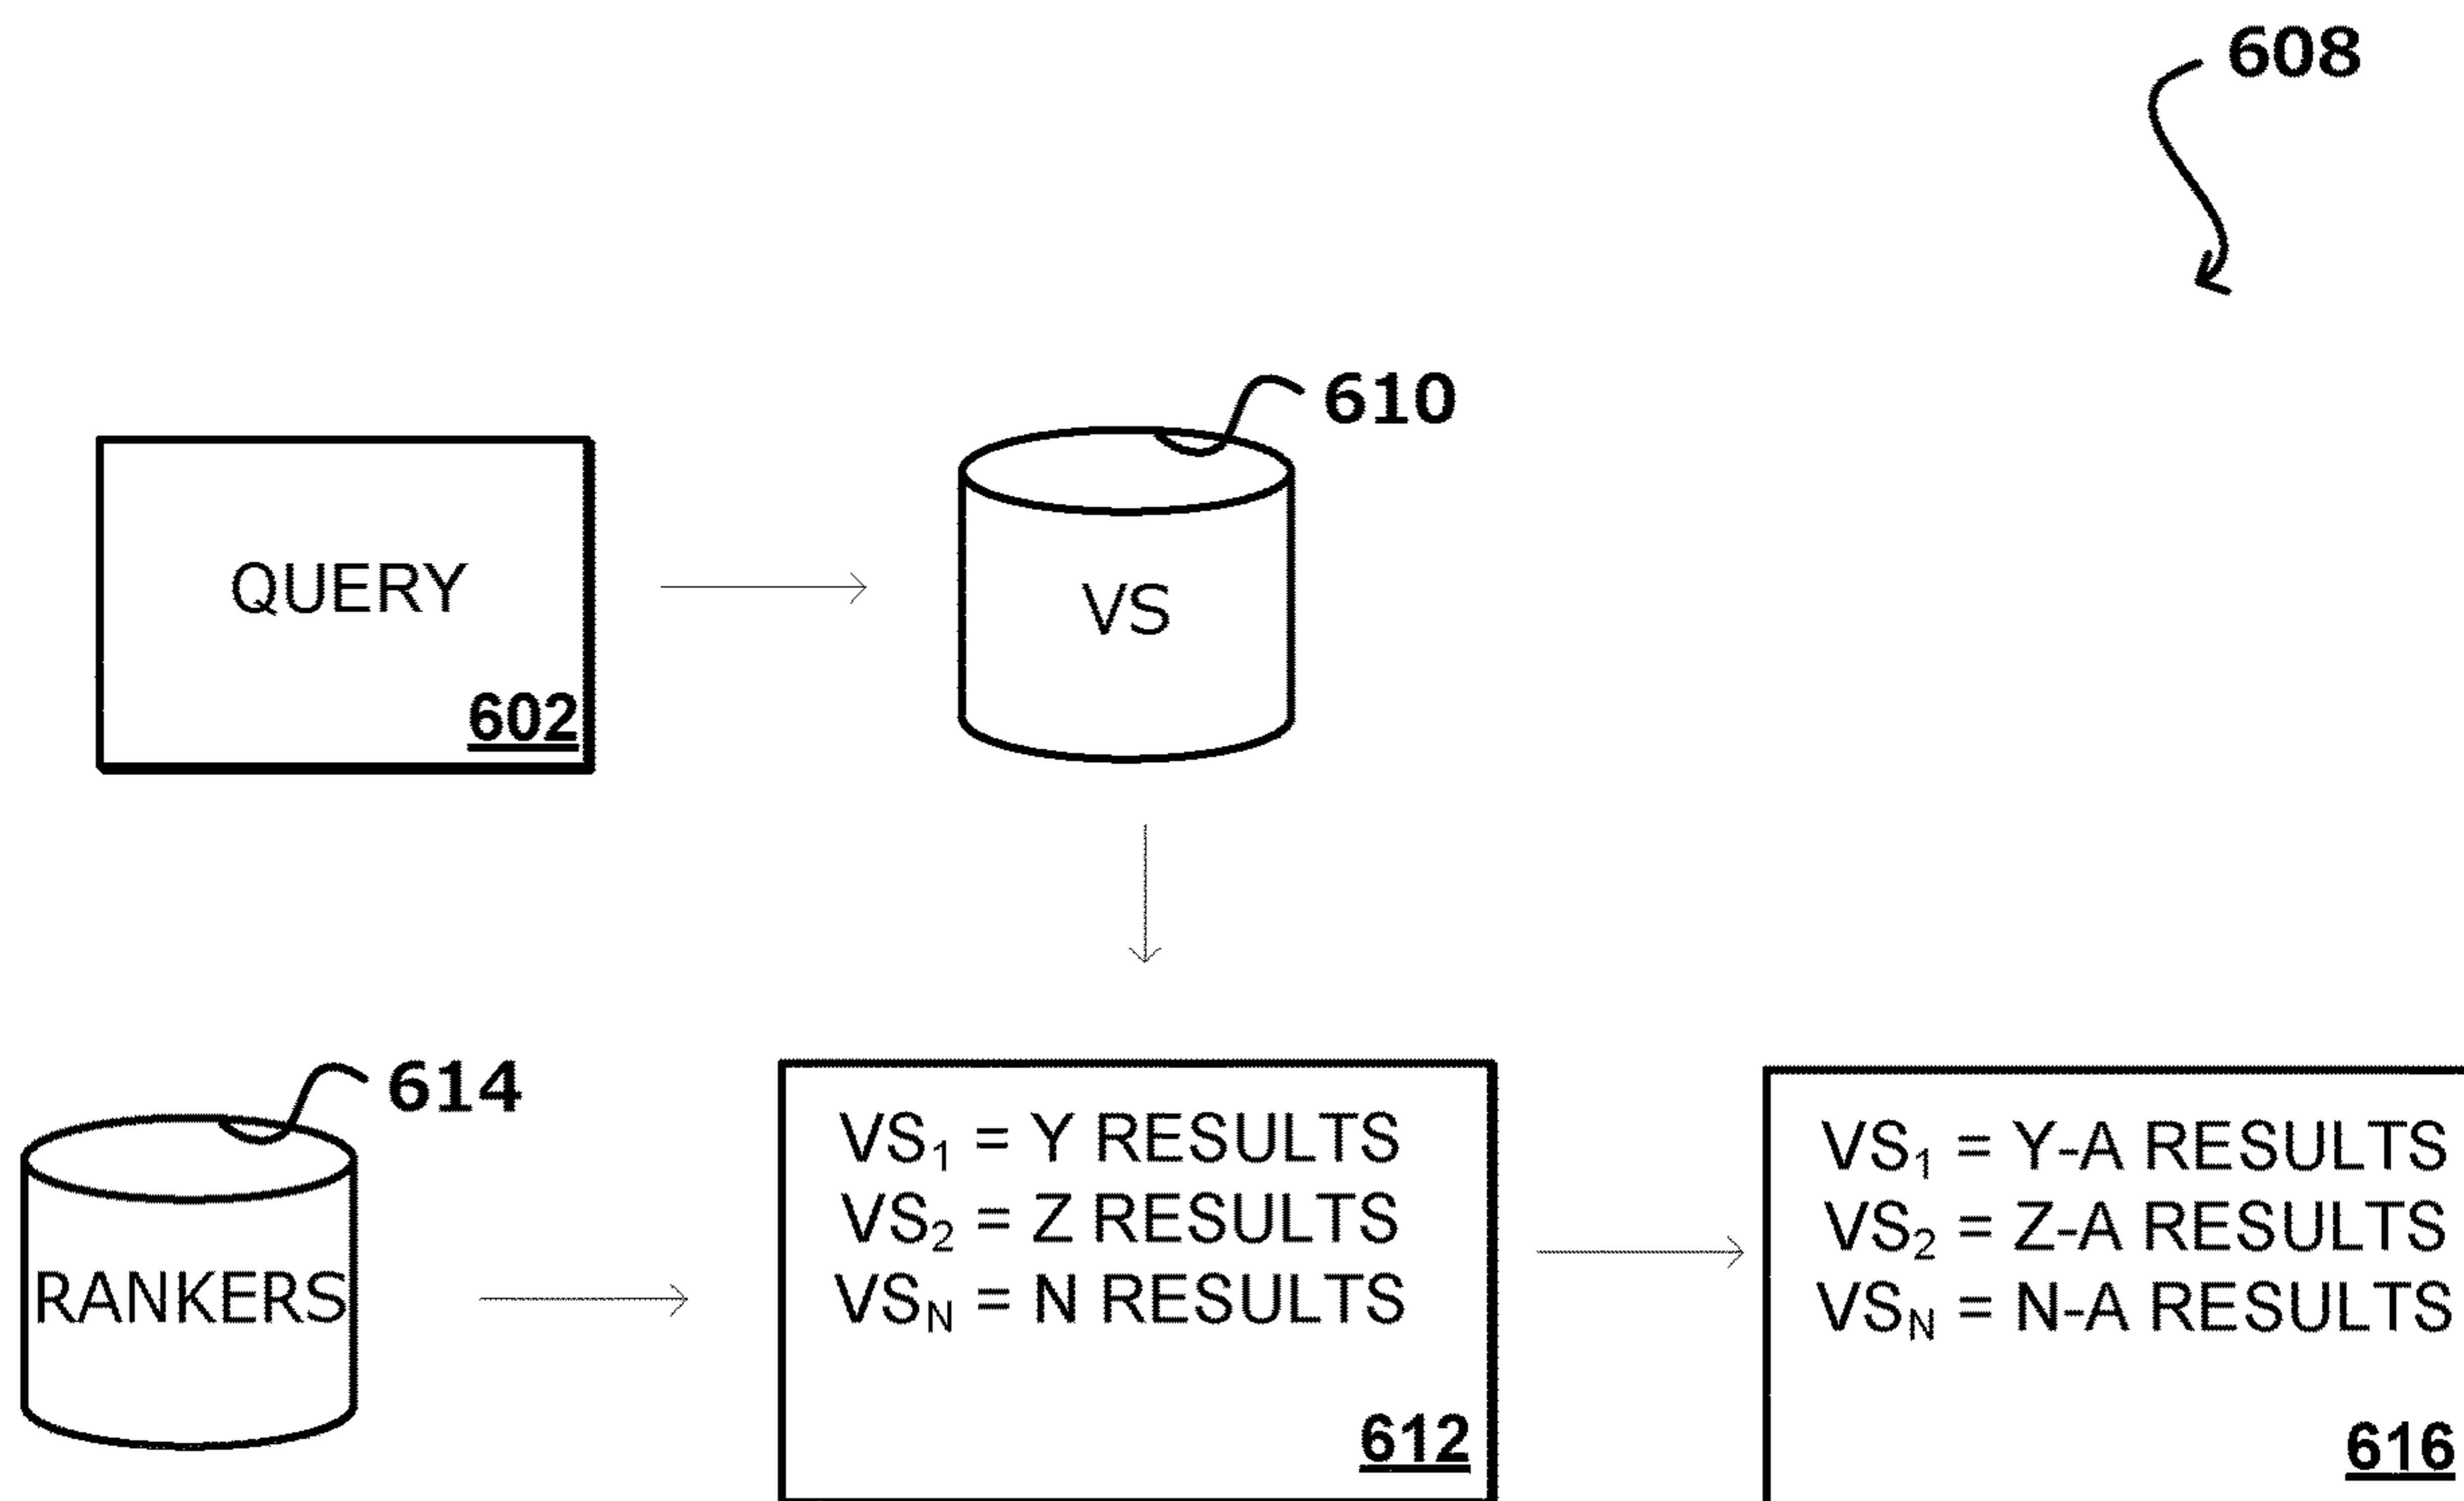 608
610
QUERY
VS
602
614
VS₁ = Y RESULTS
VS₂ = Z RESULTS
VSN = N RESULTS
VS₁ = Y-A RESULTS
VS₂ = Z-A RESULTS
VSN = N-A RESULTS
RANKERS
612
616